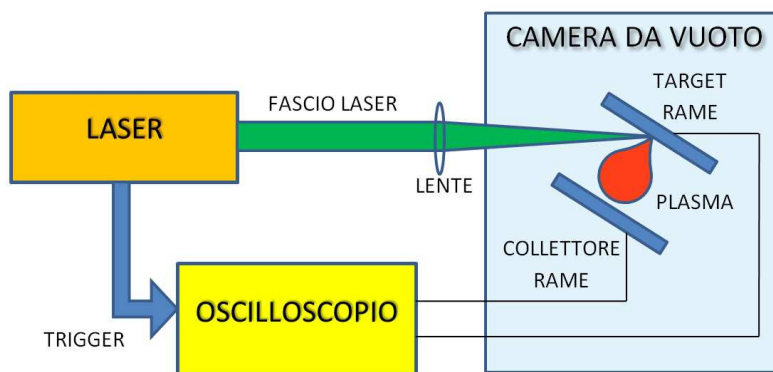 CAMERA DA VUOTO
TARGET
RAME
FASCIO LASER
LASER
LENTE
PLASMA
COLLETTORE
RAME
OSCILLOSCOPIO
TRIGGER